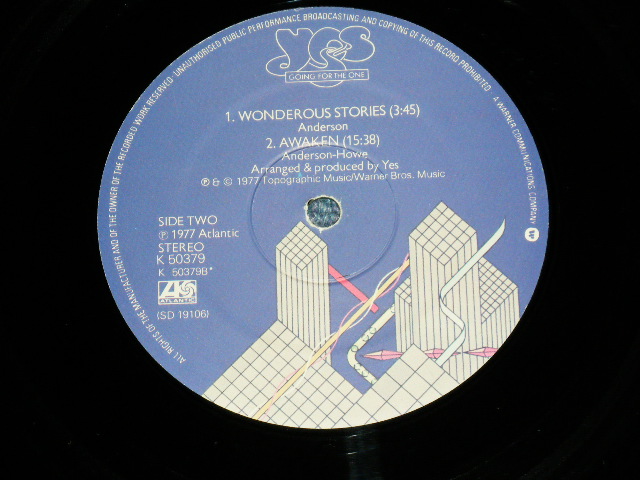 ALL RIGHTS OF THE MANUFACTURER AND OF THE OWNER OF THE RECORDED WORK RESERVED · UNAUTHORISED PUBLIC PERFORMANCE BROADCASTING AND COPYING OF THIS RECORD PROHIBITED · A WARNER COMMUNICATIONS COMPANY
YES
GOING FOR THE ONE
1. WONDEROUS STORIES (3:45)
Anderson
2. AWAKEN (15:38)
Anderson-Howe
Arranged & produced by Yes
℗ & © 1977 Topographic Music/Warner Bros. Music
SIDE TWO
℗ 1977 Atlantic
STEREO
K 50379
K 50379B*
ATLANTIC
(SD 19106)